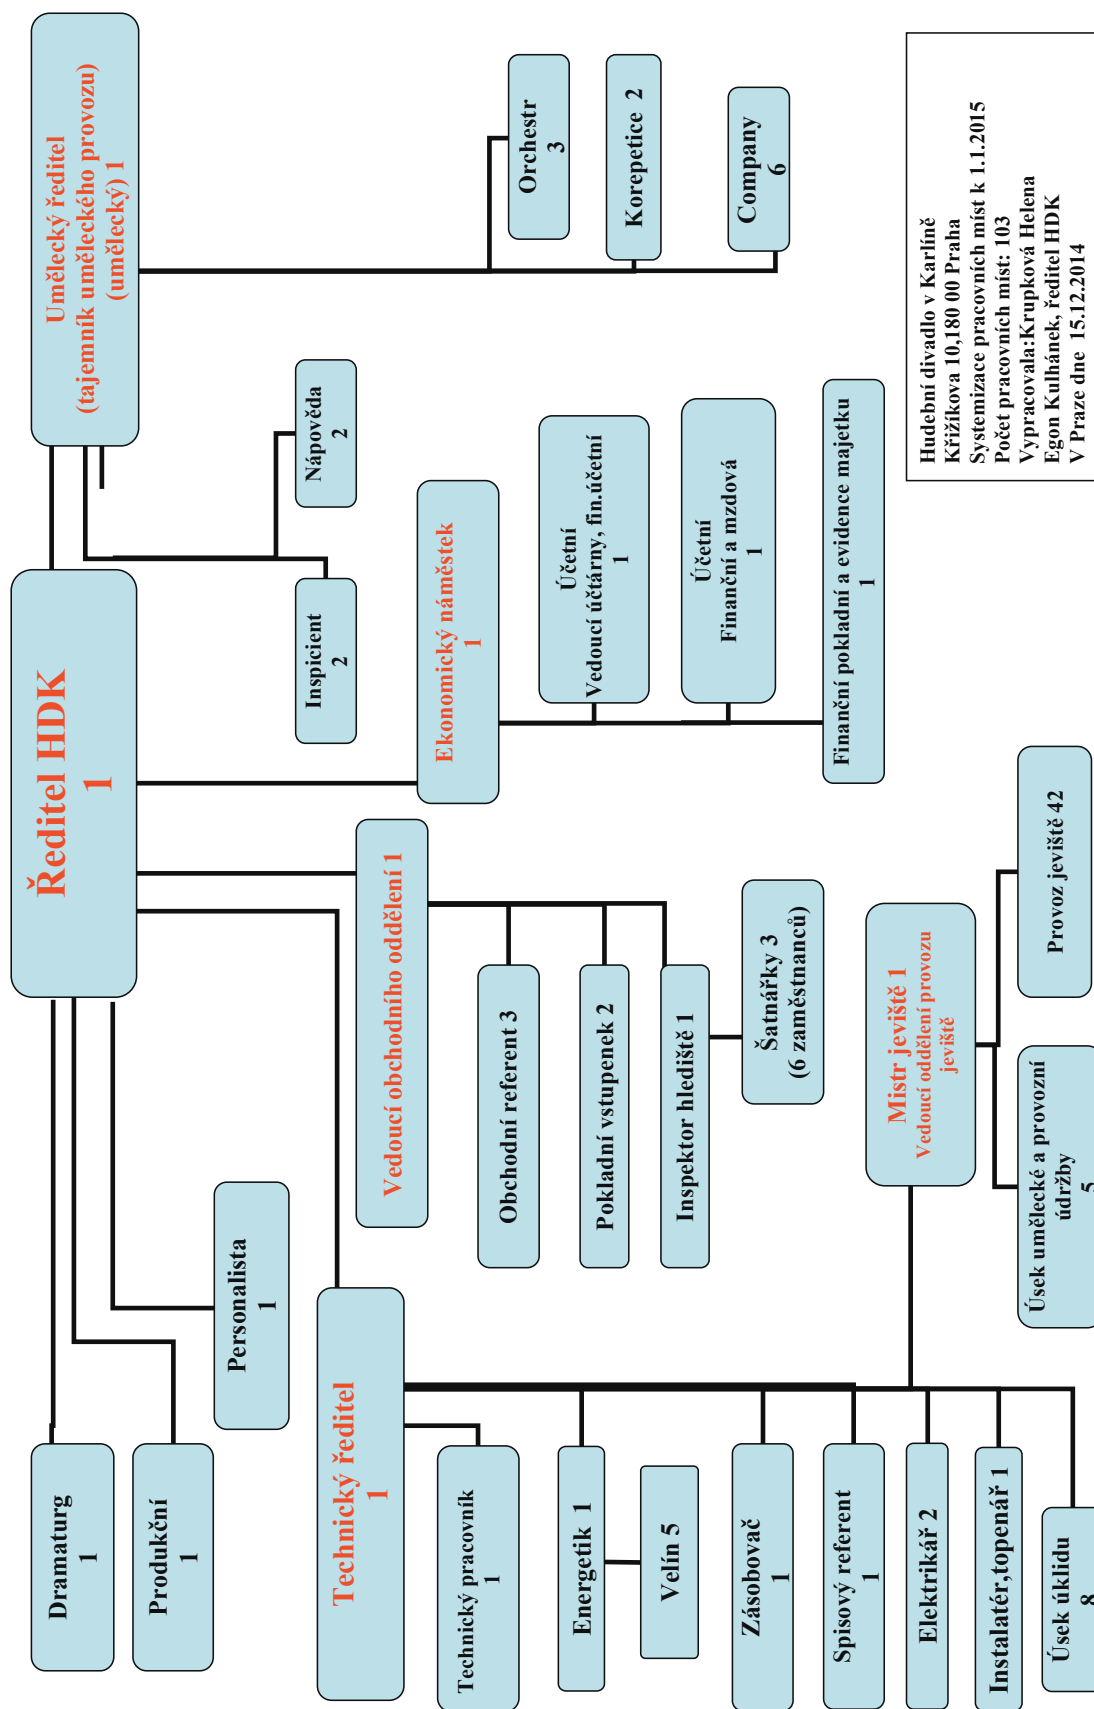 Ředitel HDK
1
Umělecký ředitel
(tajemník uměleckého provozu)
(umělecký) 1
Dramaturg
1
Produkční
1
Personalista
1
Inspicient
2
Nápověda
2
Orchestr
3
Korepetice 2
Company
6
Technický ředitel
1
Technický pracovník
1
Energetik 1
Velín 5
Zásobovač
1
Spisový referent
1
Elektrikář 2
Instalatér,topenář 1
Úsek úklidu
8
Vedoucí obchodního oddělení 1
Obchodní referent 3
Pokladní vstupenek 2
Inspektor hlediště 1
Šatnářky 3
(6 zaměstnanců)
Ekonomický náměstek
1
Účetní
Vedoucí účtárny, fin.účetní
1
Účetní
Finanční a mzdová
1
Finanční pokladní a evidence majetku
1
Mistr jeviště 1
Vedoucí oddělení provozu
jeviště
Úsek umělecké a provozní
údržby
5
Provoz jeviště 42
Hudební divadlo v Karlíně
Křižíkova 10,180 00 Praha
Systemizace pracovních míst k 1.1.2015
Počet pracovních míst: 103
Vypracovala:Krupková Helena
Egon Kulhánek, ředitel HDK
V Praze dne 15.12.2014